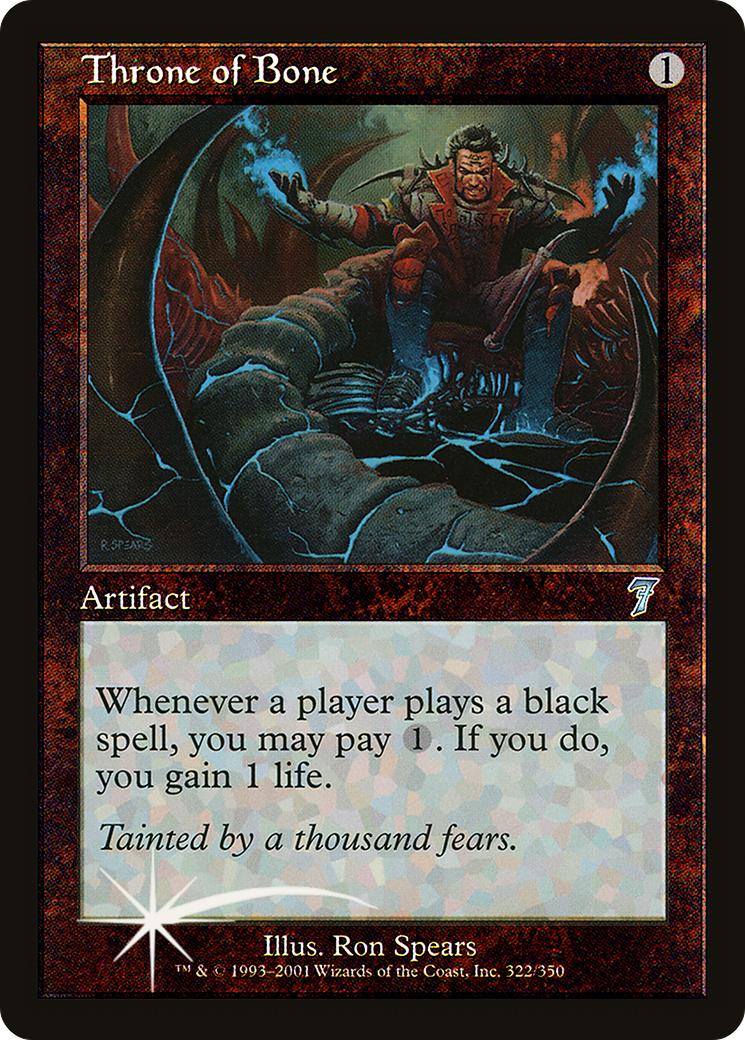 Throne of Bone 1
R. SPEARS
Artifact 7
Whenever a player plays a black
spell, you may pay 1. If you do,
you gain 1 life.
Tainted by a thousand fears.
Illus. Ron Spears
™ & © 1993–2001 Wizards of the Coast, Inc. 322/350